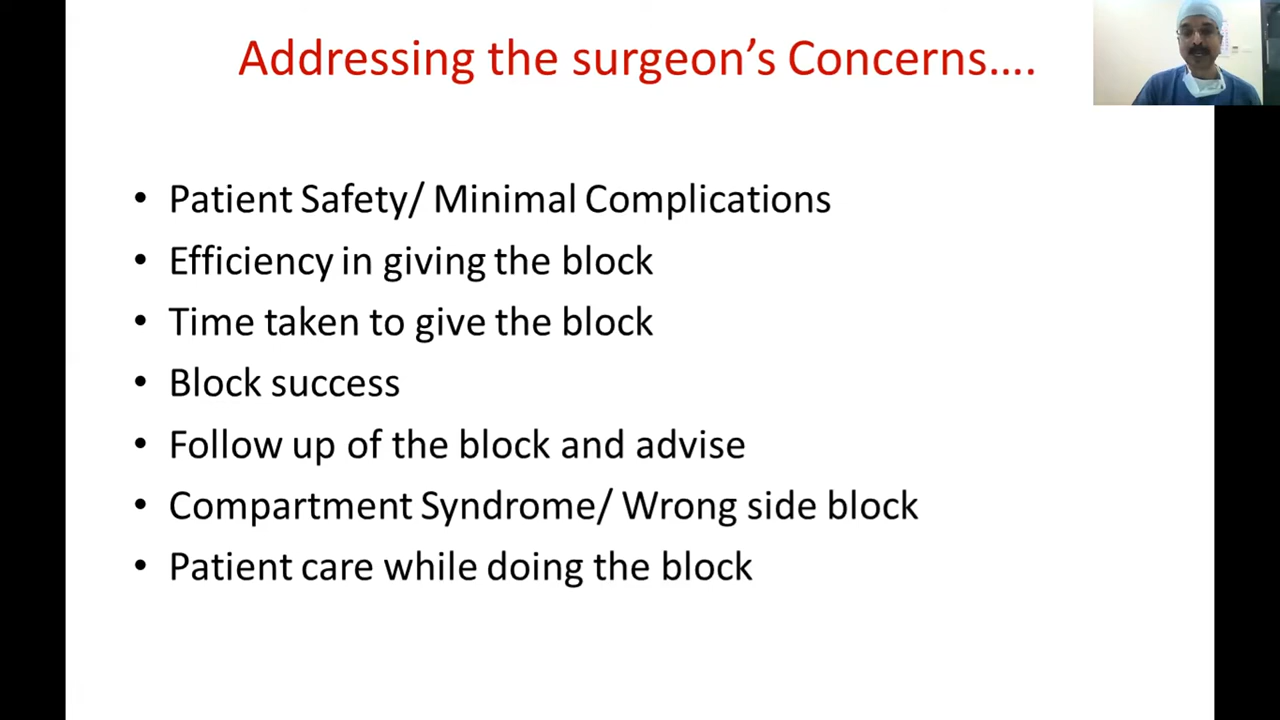 Addressing the surgeon’s Concerns....
• Patient Safety/ Minimal Complications
• Efficiency in giving the block
• Time taken to give the block
• Block success
• Follow up of the block and advise
• Compartment Syndrome/ Wrong side block
• Patient care while doing the block